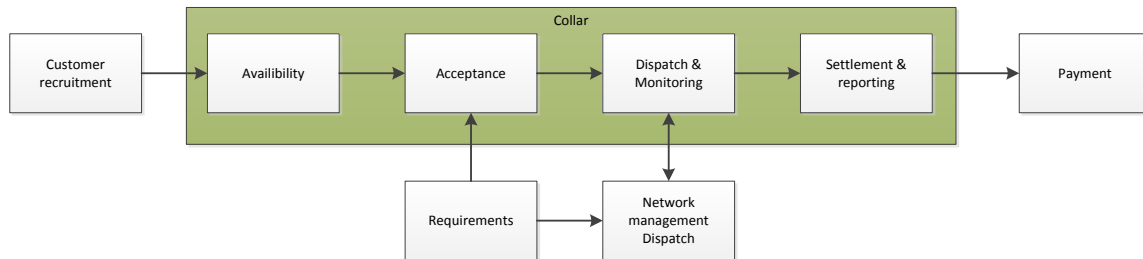 Collar
Customer
recruitment
Availibility
Acceptance
Dispatch &
Monitoring
Settlement &
reporting
Payment
Requirements
Network
management
Dispatch